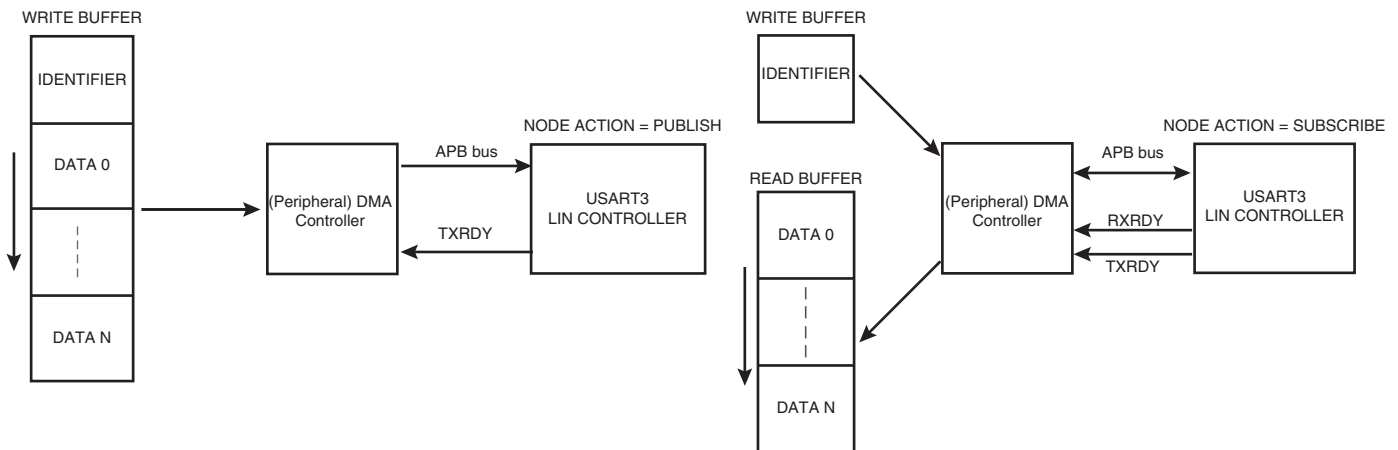 WRITE BUFFER
IDENTIFIER
DATA 0
DATA N
(Peripheral) DMA
Controller
APB bus
TXRDY
NODE ACTION = PUBLISH
USART3
LIN CONTROLLER
WRITE BUFFER
IDENTIFIER
READ BUFFER
DATA 0
DATA N
(Peripheral) DMA
Controller
APB bus
RXRDY
TXRDY
NODE ACTION = SUBSCRIBE
USART3
LIN CONTROLLER